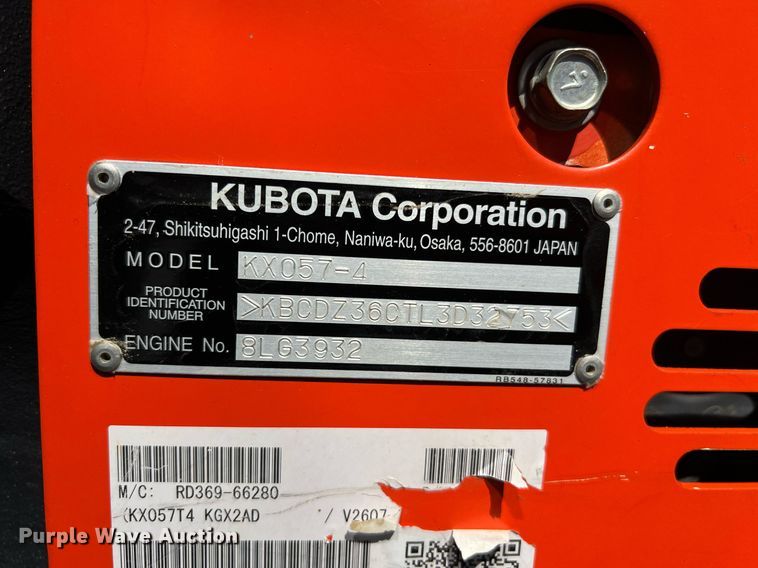 KUBOTA Corporation
2-47, Shikitsuhigashi 1-Chome, Naniwa-ku, Osaka, 556-8601 JAPAN
MODEL KX057-4
PRODUCT IDENTIFICATION NUMBER >KBCDZ36CTL3D32753<
ENGINE No. 8LG3932
RB548-57831
M/C: RD369-66280
(KX057T4 KGX2AD / V2607
Purple Wave Auction